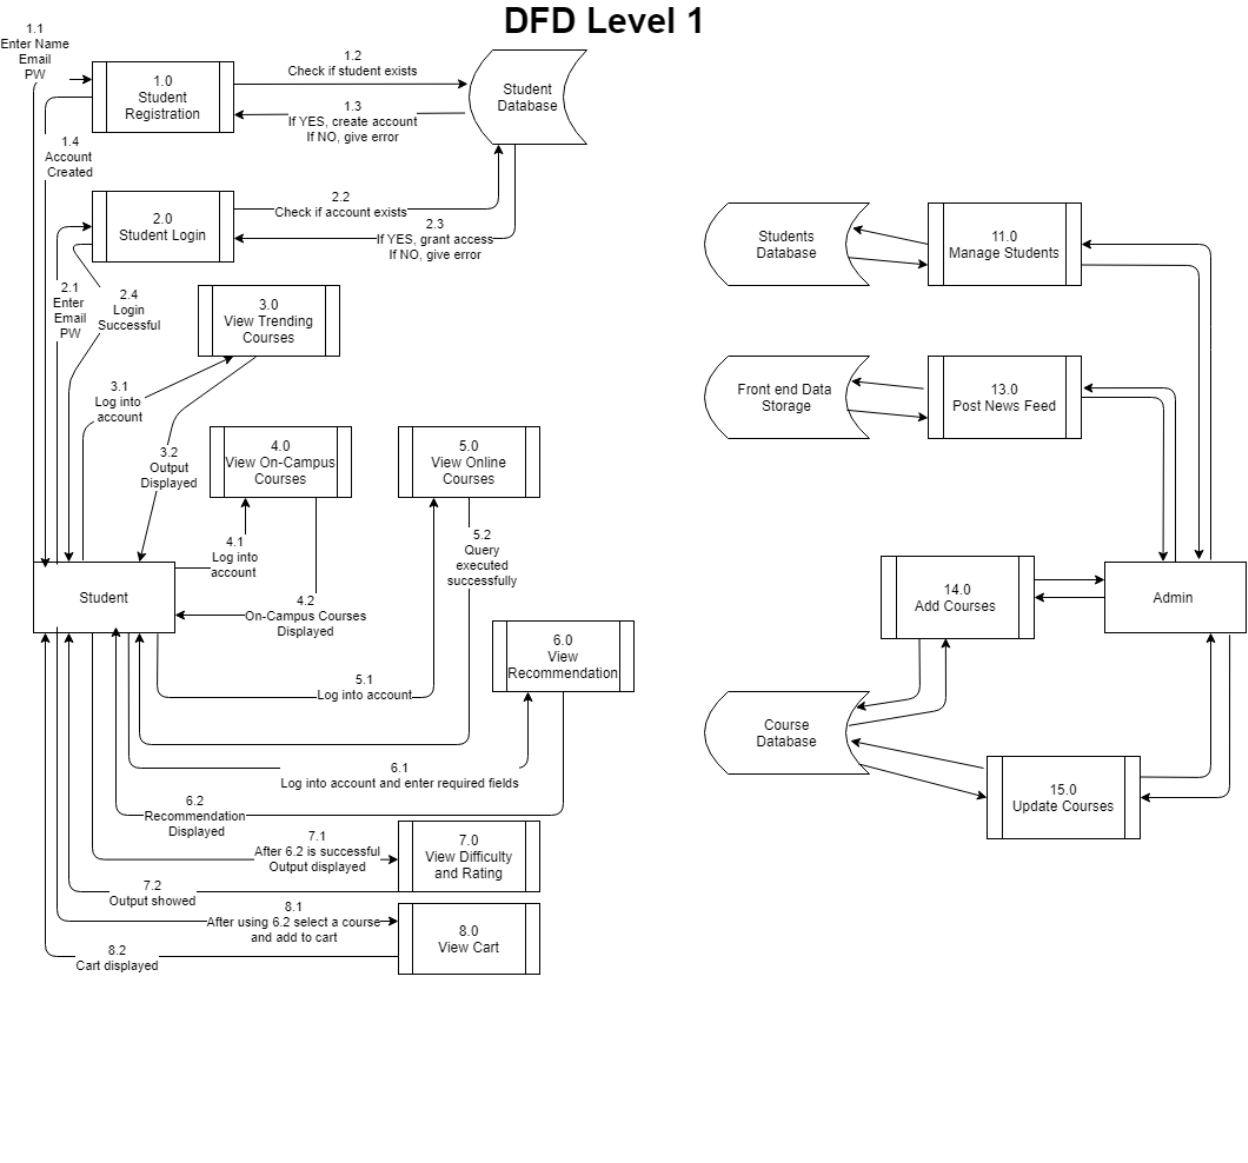 DFD Level 1
1.1
Enter Name
Email
PW
1.0
Student
Registration
1.2
Check if student exists
1.3
If YES, create account
If NO, give error
Student
Database
1.4
Account
Created
2.0
Student Login
2.2
Check if account exists
2.3
If YES, grant access
If NO, give error
2.1
Enter
Email
PW
2.4
Login
Successful
3.0
View Trending
Courses
3.1
Log into
account
3.2
Output
Displayed
4.0
View On-Campus
Courses
5.0
View Online
Courses
4.1
Log into
account
5.2
Query
executed
successfully
Student
4.2
On-Campus Courses
Displayed
6.0
View
Recommendation
5.1
Log into account
6.1
Log into account and enter required fields
6.2
Recommendation
Displayed
7.1
After 6.2 is successful
Output displayed
7.0
View Difficulty
and Rating
7.2
Output showed
8.1
After using 6.2 select a course
and add to cart
8.0
View Cart
8.2
Cart displayed
Students
Database
11.0
Manage Students
Front end Data
Storage
13.0
Post News Feed
14.0
Add Courses
Admin
Course
Database
15.0
Update Courses